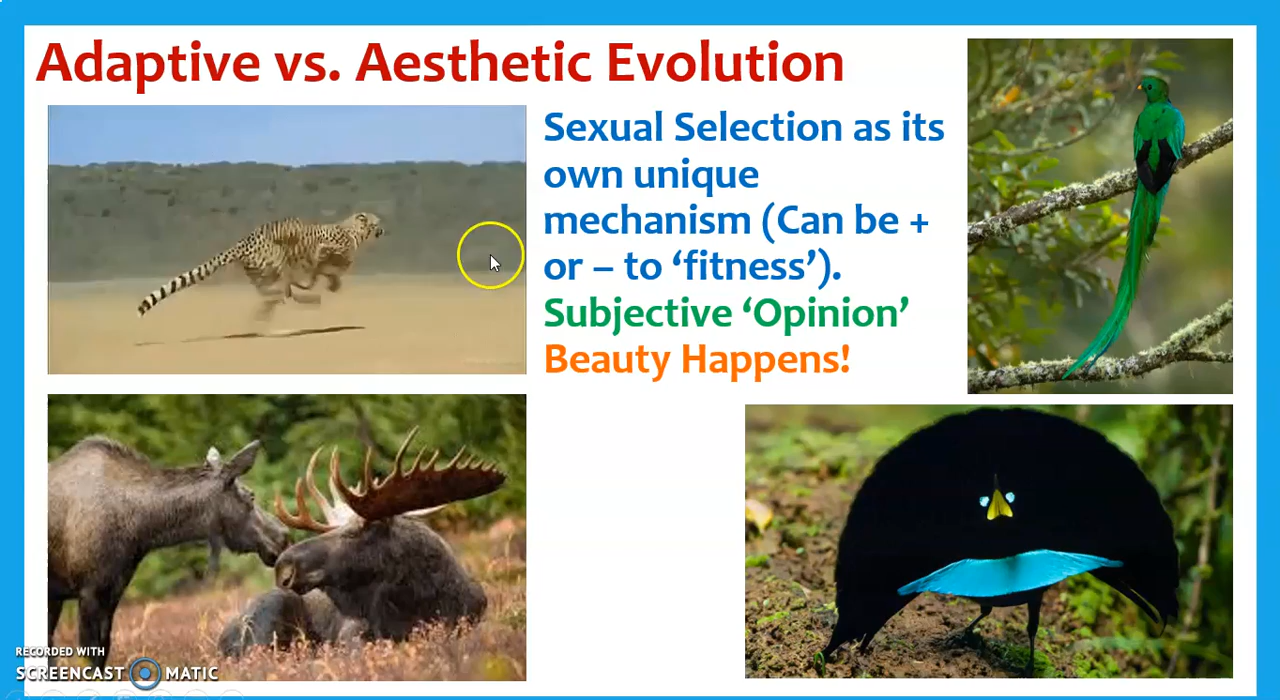 Adaptive vs. Aesthetic Evolution
Sexual Selection as its
own unique
mechanism (Can be +
or – to ‘fitness’).
Subjective ‘Opinion’
Beauty Happens!
RECORDED WITH
SCREENCAST MATIC